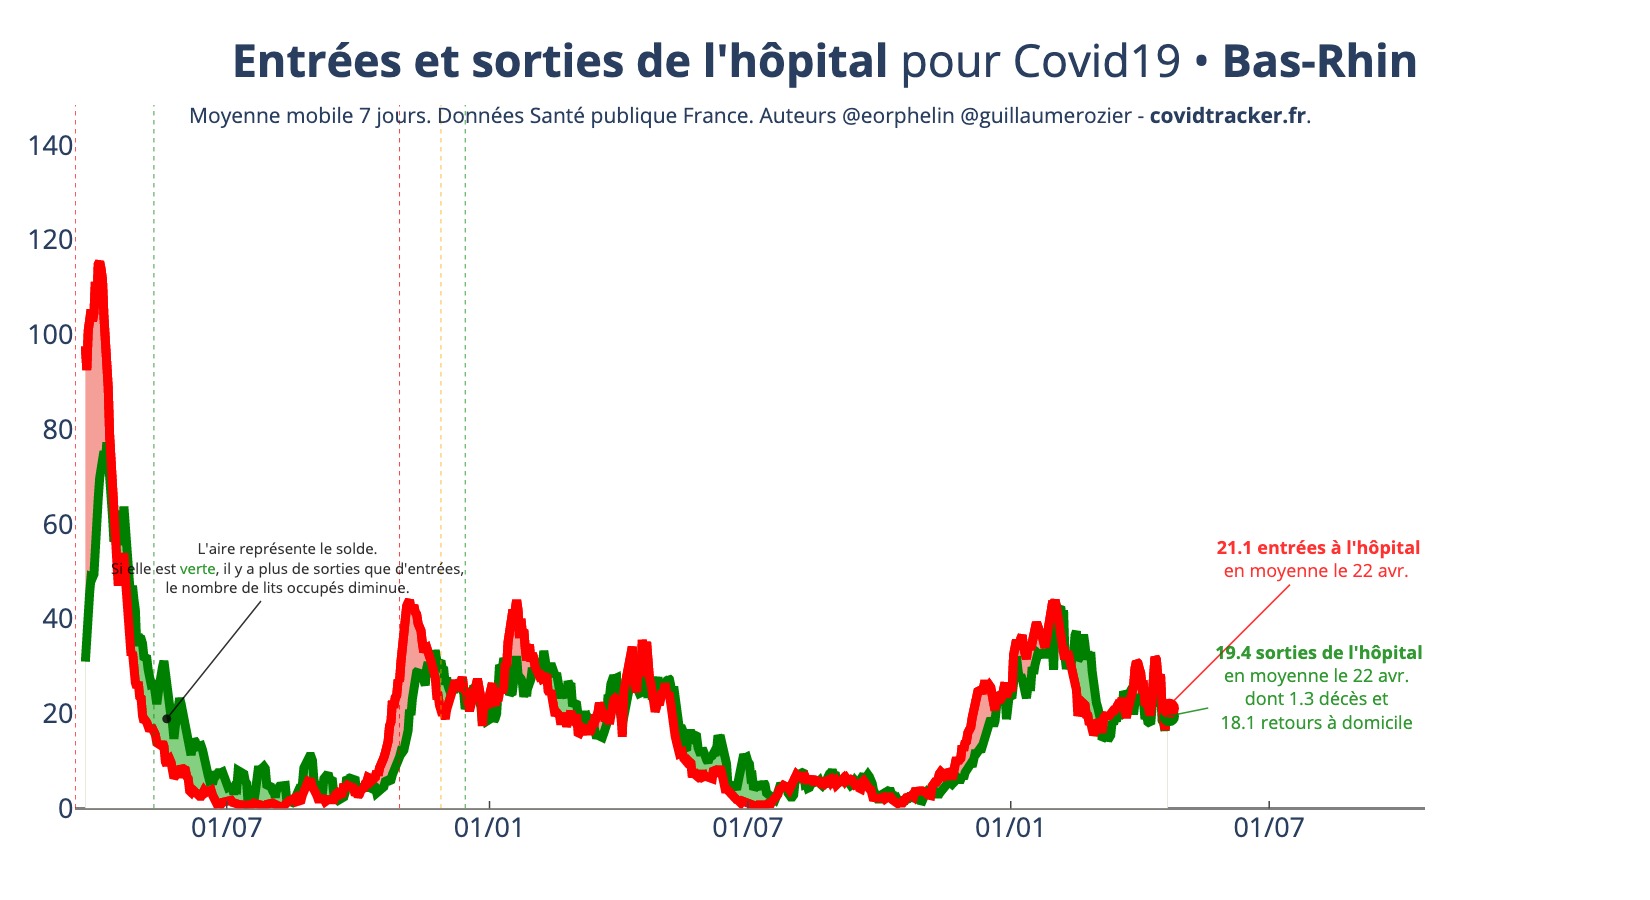 Entrées et sorties de l'hôpital pour Covid19 • Bas-Rhin
Moyenne mobile 7 jours. Données Santé publique France. Auteurs @eorphelin @guillaumerozier - covidtracker.fr.
140
120
100
80
60
40
20
0
L'aire représente le solde.
Si elle est verte, il y a plus de sorties que d'entrées,
le nombre de lits occupés diminue.
21.1 entrées à l'hôpital
en moyenne le 22 avr.
19.4 sorties de l'hôpital
en moyenne le 22 avr.
dont 1.3 décès et
18.1 retours à domicile
01/07
01/01
01/07
01/01
01/07